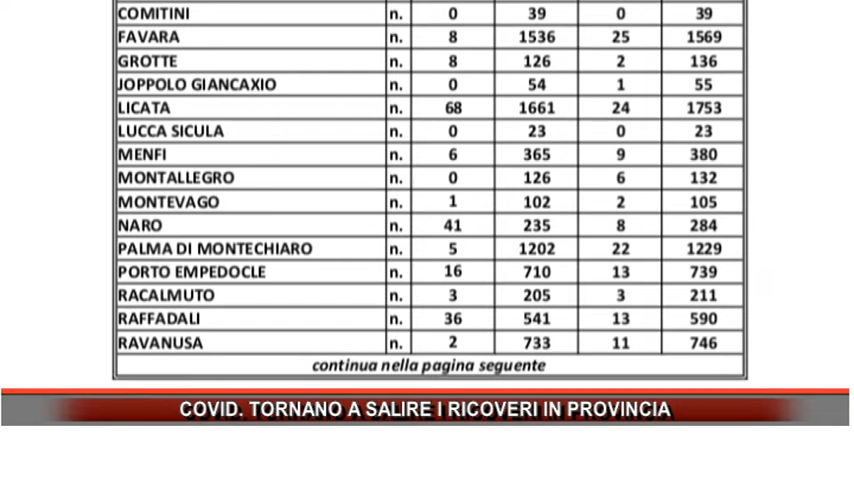 COMITINI n. 0 39 0 39
FAVARA n. 8 1536 25 1569
GROTTE n. 8 126 2 136
JOPPOLO GIANCAXIO n. 0 54 1 55
LICATA n. 68 1661 24 1753
LUCCA SICULA n. 0 23 0 23
MENFI n. 6 365 9 380
MONTALLEGRO n. 0 126 6 132
MONTEVAGO n. 1 102 2 105
NARO n. 41 235 8 284
PALMA DI MONTECHIARO n. 5 1202 22 1229
PORTO EMPEDOCLE n. 16 710 13 739
RACALMUTO n. 3 205 3 211
RAFFADALI n. 36 541 13 590
RAVANUSA n. 2 733 11 746
continua nella pagina seguente
COVID. TORNANO A SALIRE I RICOVERI IN PROVINCIA